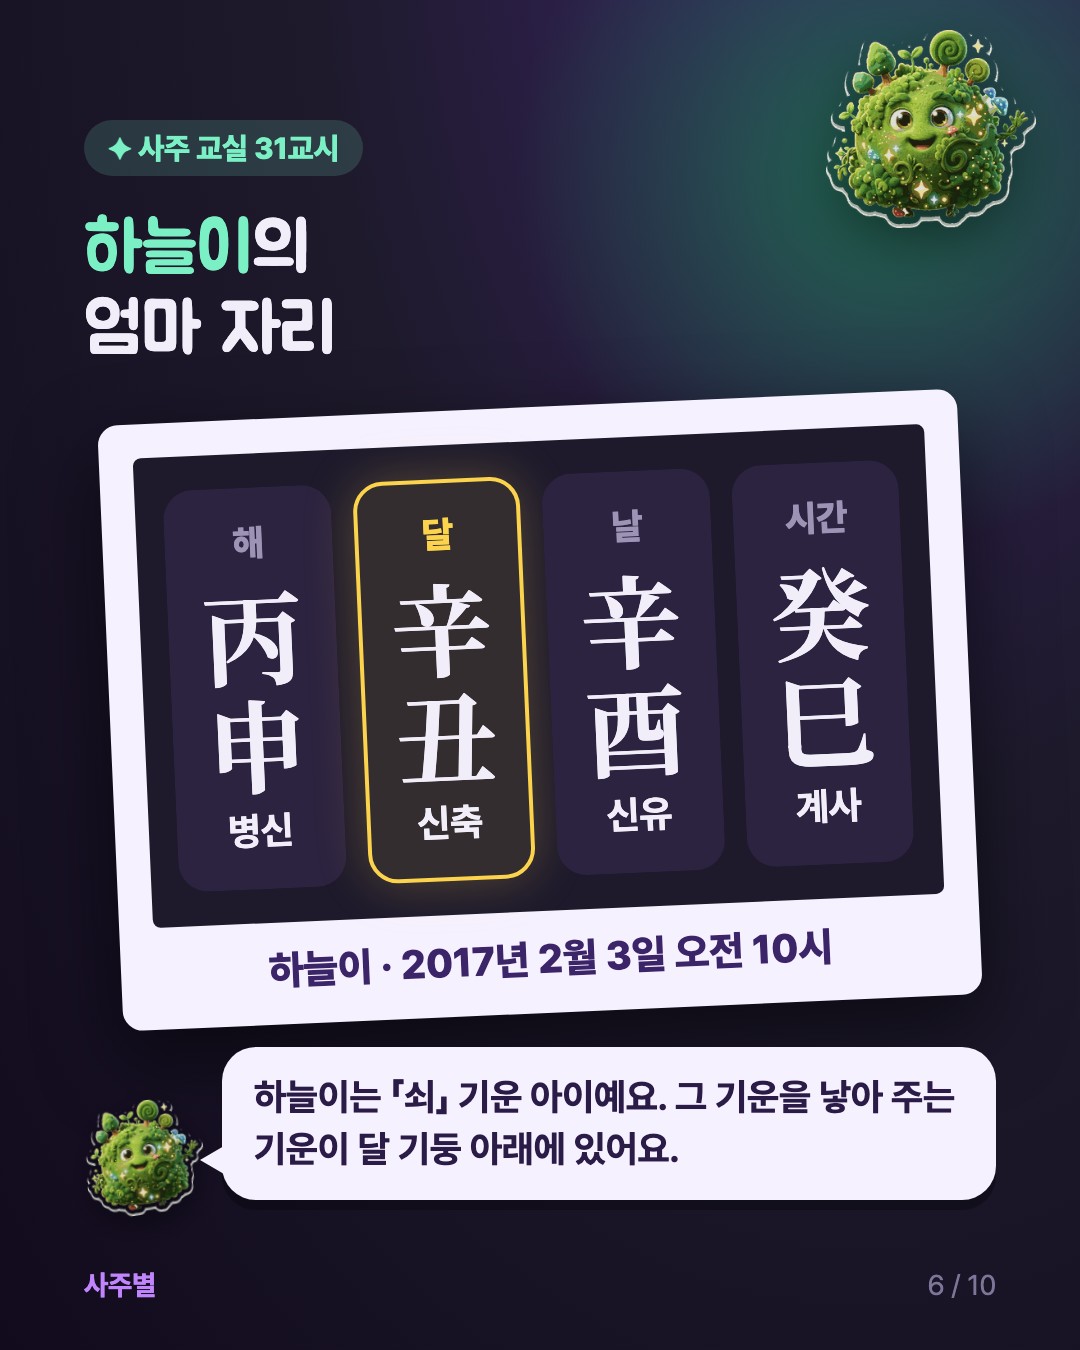 ✦ 사주 교실 31교시
하늘이의
엄마 자리
해
丙
申
병신
달
辛
丑
신축
날
辛
酉
신유
시간
癸
巳
계사
하늘이 · 2017년 2월 3일 오전 10시
하늘이는 「쇠」 기운 아이예요. 그 기운을 낳아 주는
기운이 달 기둥 아래에 있어요.
사주별
6 / 10